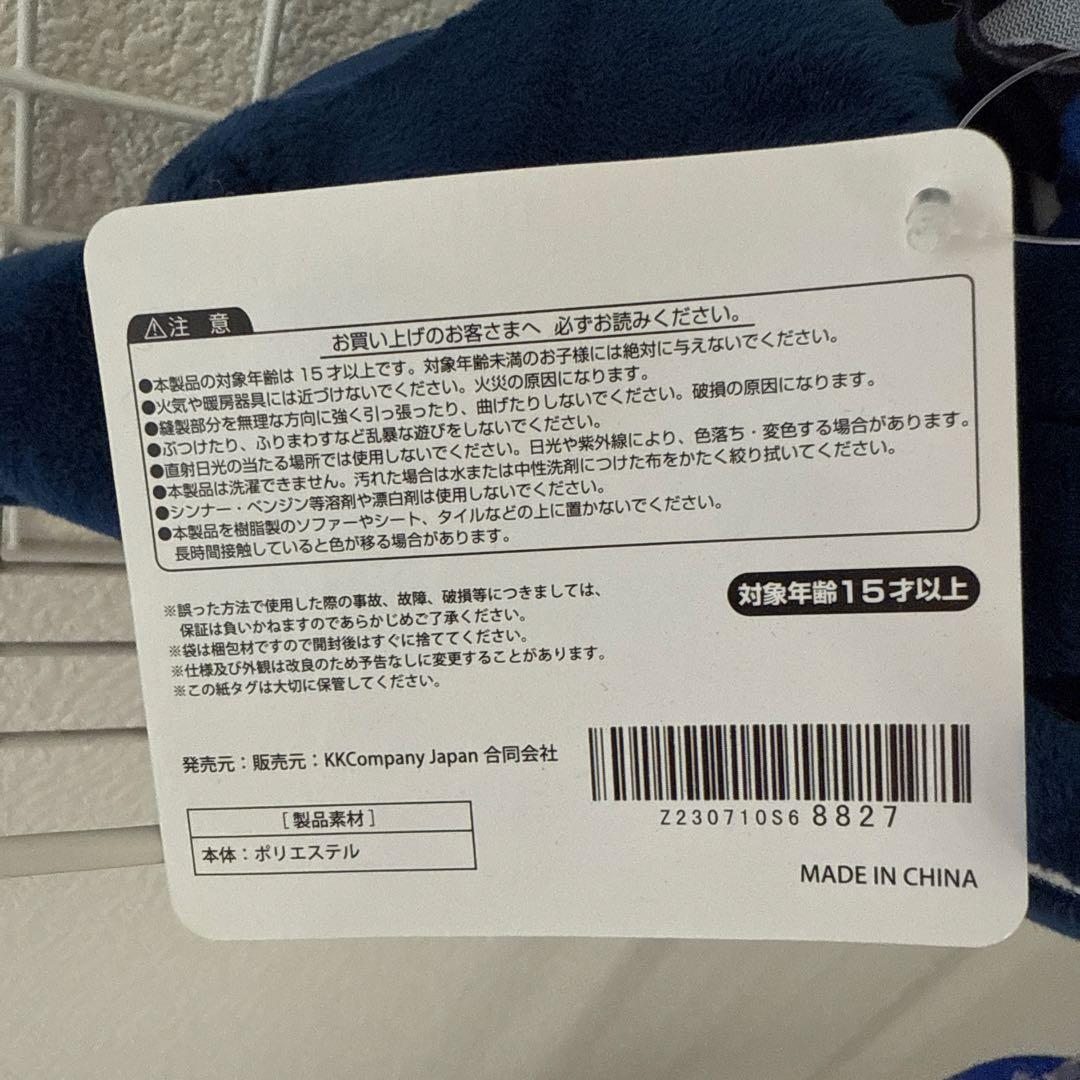 ⚠注 意
お買い上げのお客さまへ 必ずお読みください。
●本製品の対象年齢は 15才以上です。対象年齢未満のお子様には絶対に与えないでください。
●火気や暖房器具には近づけないでください。火災の原因になります。
●縫製部分を無理な方向に強く引っ張ったり、曲げたりしないでください。破損の原因になります。
●ぶつけたり、ふりまわすなど乱暴な遊びをしないでください。
●直射日光の当たる場所では使用しないでください。日光や紫外線により、色落ち・変色する場合があります。
●本製品は洗濯できません。汚れた場合は水または中性洗剤につけた布をかたく絞り拭いてください。
●シンナー・ベンジン等溶剤や漂白剤は使用しないでください。
●本製品を樹脂製のソファーやシート、タイルなどの上に置かないでください。
長時間接触していると色が移る場合があります。
対象年齢15才以上
※誤った方法で使用した際の事故、故障、破損等につきましては、
保証は負いかねますのであらかじめご了承ください。
※袋は梱包材ですので開封後はすぐに捨ててください。
※仕様及び外観は改良のため予告なしに変更することがあります。
※この紙タグは大切に保管してください。
発売元：販売元：KKCompany Japan 合同会社
[ 製品素材 ]
本体：ポリエステル
Z230710S6 8827
MADE IN CHINA